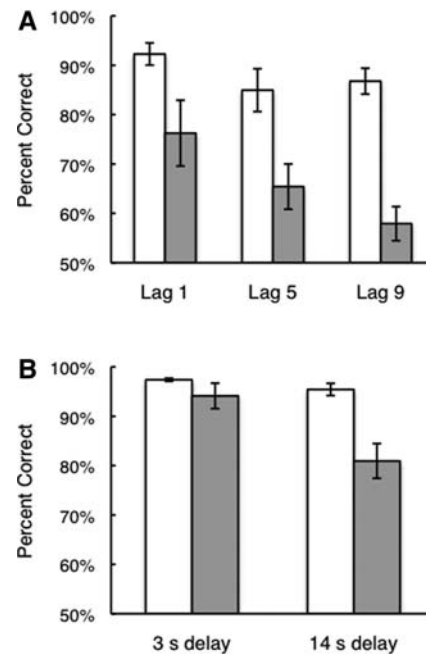 A
100%
90%
80%
70%
60%
50%
Percent Correct
Lag 1 Lag 5 Lag 9
B
100%
90%
80%
70%
60%
50%
Percent Correct
3 s delay 14 s delay